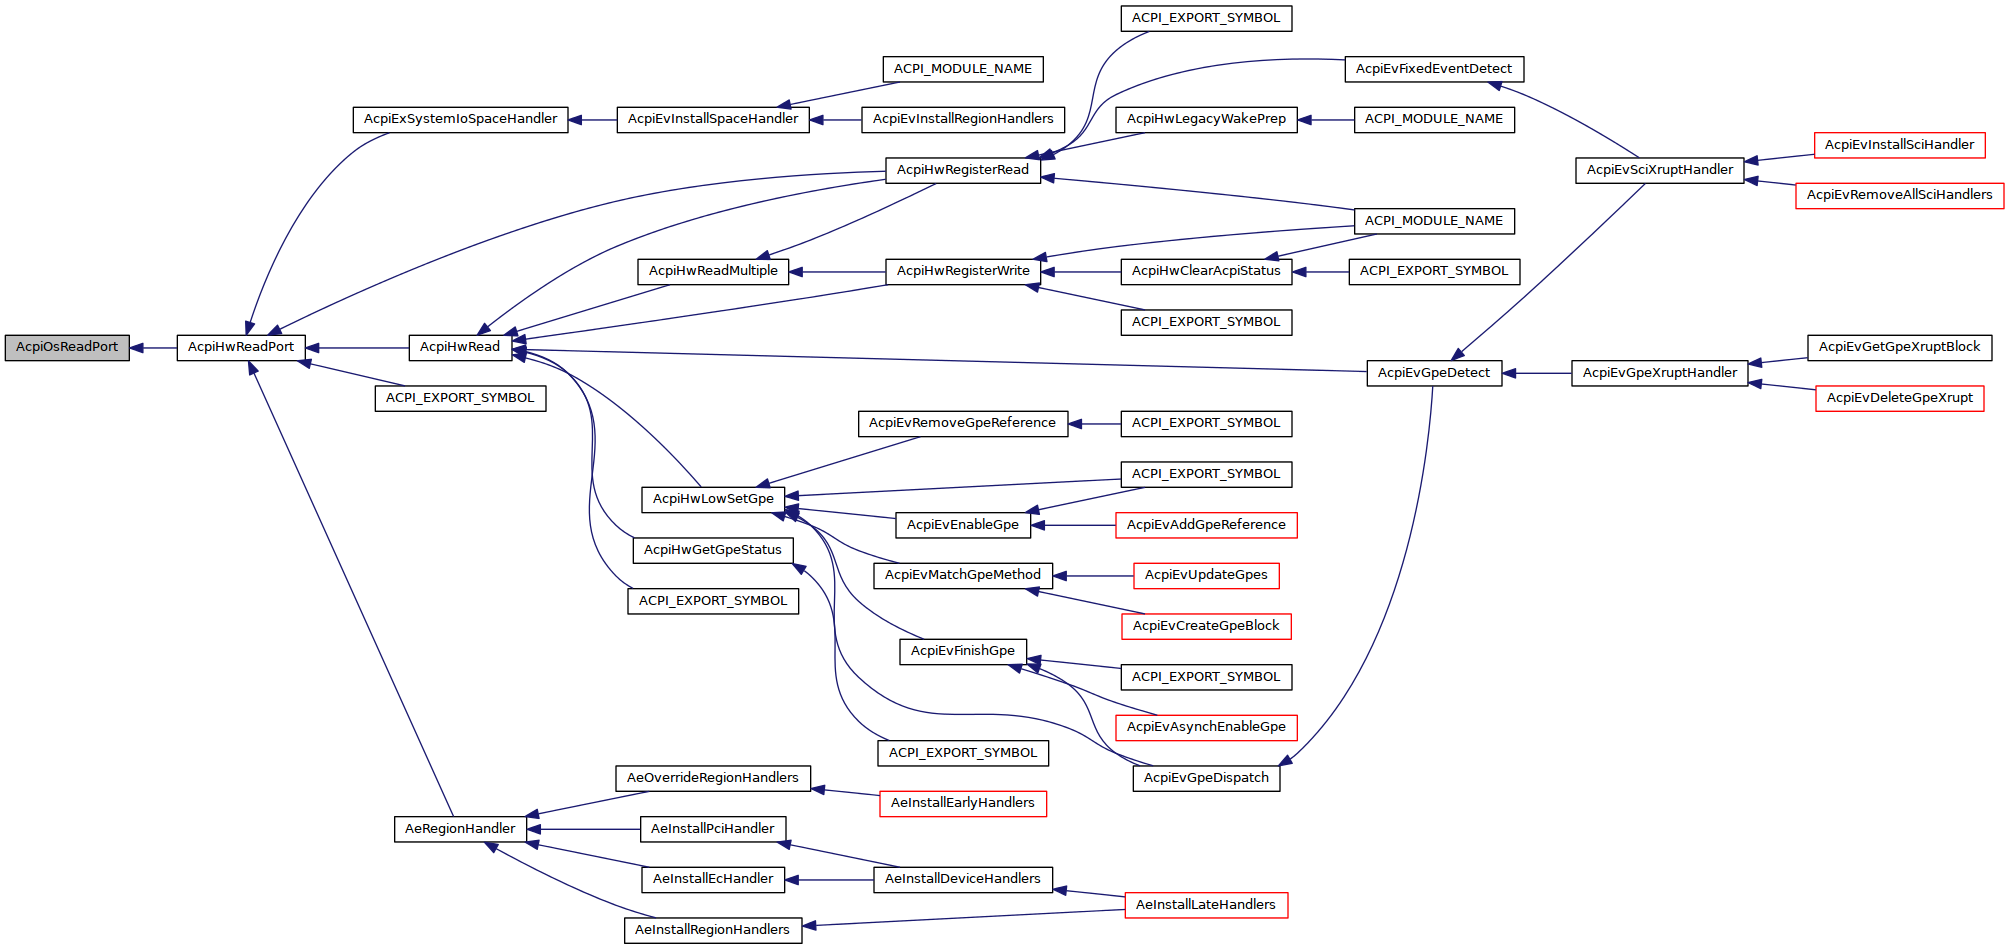 ACPI_EXPORT_SYMBOL
ACPI_MODULE_NAME
AcpiEvFixedEventDetect
AcpiExSystemIoSpaceHandler
AcpiEvInstallSpaceHandler
AcpiEvInstallRegionHandlers
AcpiHwLegacyWakePrep
ACPI_MODULE_NAME
AcpiEvInstallSciHandler
AcpiHwRegisterRead
AcpiEvSciXruptHandler
AcpiEvRemoveAllSciHandlers
ACPI_MODULE_NAME
AcpiHwReadMultiple
AcpiHwRegisterWrite
AcpiHwClearAcpiStatus
ACPI_EXPORT_SYMBOL
ACPI_EXPORT_SYMBOL
AcpiOsReadPort
AcpiHwReadPort
AcpiHwRead
AcpiEvGetGpeXruptBlock
AcpiEvGpeDetect
AcpiEvGpeXruptHandler
ACPI_EXPORT_SYMBOL
AcpiEvDeleteGpeXrupt
AcpiEvRemoveGpeReference
ACPI_EXPORT_SYMBOL
ACPI_EXPORT_SYMBOL
AcpiHwLowSetGpe
AcpiEvEnableGpe
AcpiEvAddGpeReference
AcpiHwGetGpeStatus
AcpiEvMatchGpeMethod
AcpiEvUpdateGpes
ACPI_EXPORT_SYMBOL
AcpiEvCreateGpeBlock
AcpiEvFinishGpe
ACPI_EXPORT_SYMBOL
AcpiEvAsynchEnableGpe
ACPI_EXPORT_SYMBOL
AeOverrideRegionHandlers
AcpiEvGpeDispatch
AeInstallEarlyHandlers
AeRegionHandler
AeInstallPciHandler
AeInstallEcHandler
AeInstallDeviceHandlers
AeInstallLateHandlers
AeInstallRegionHandlers